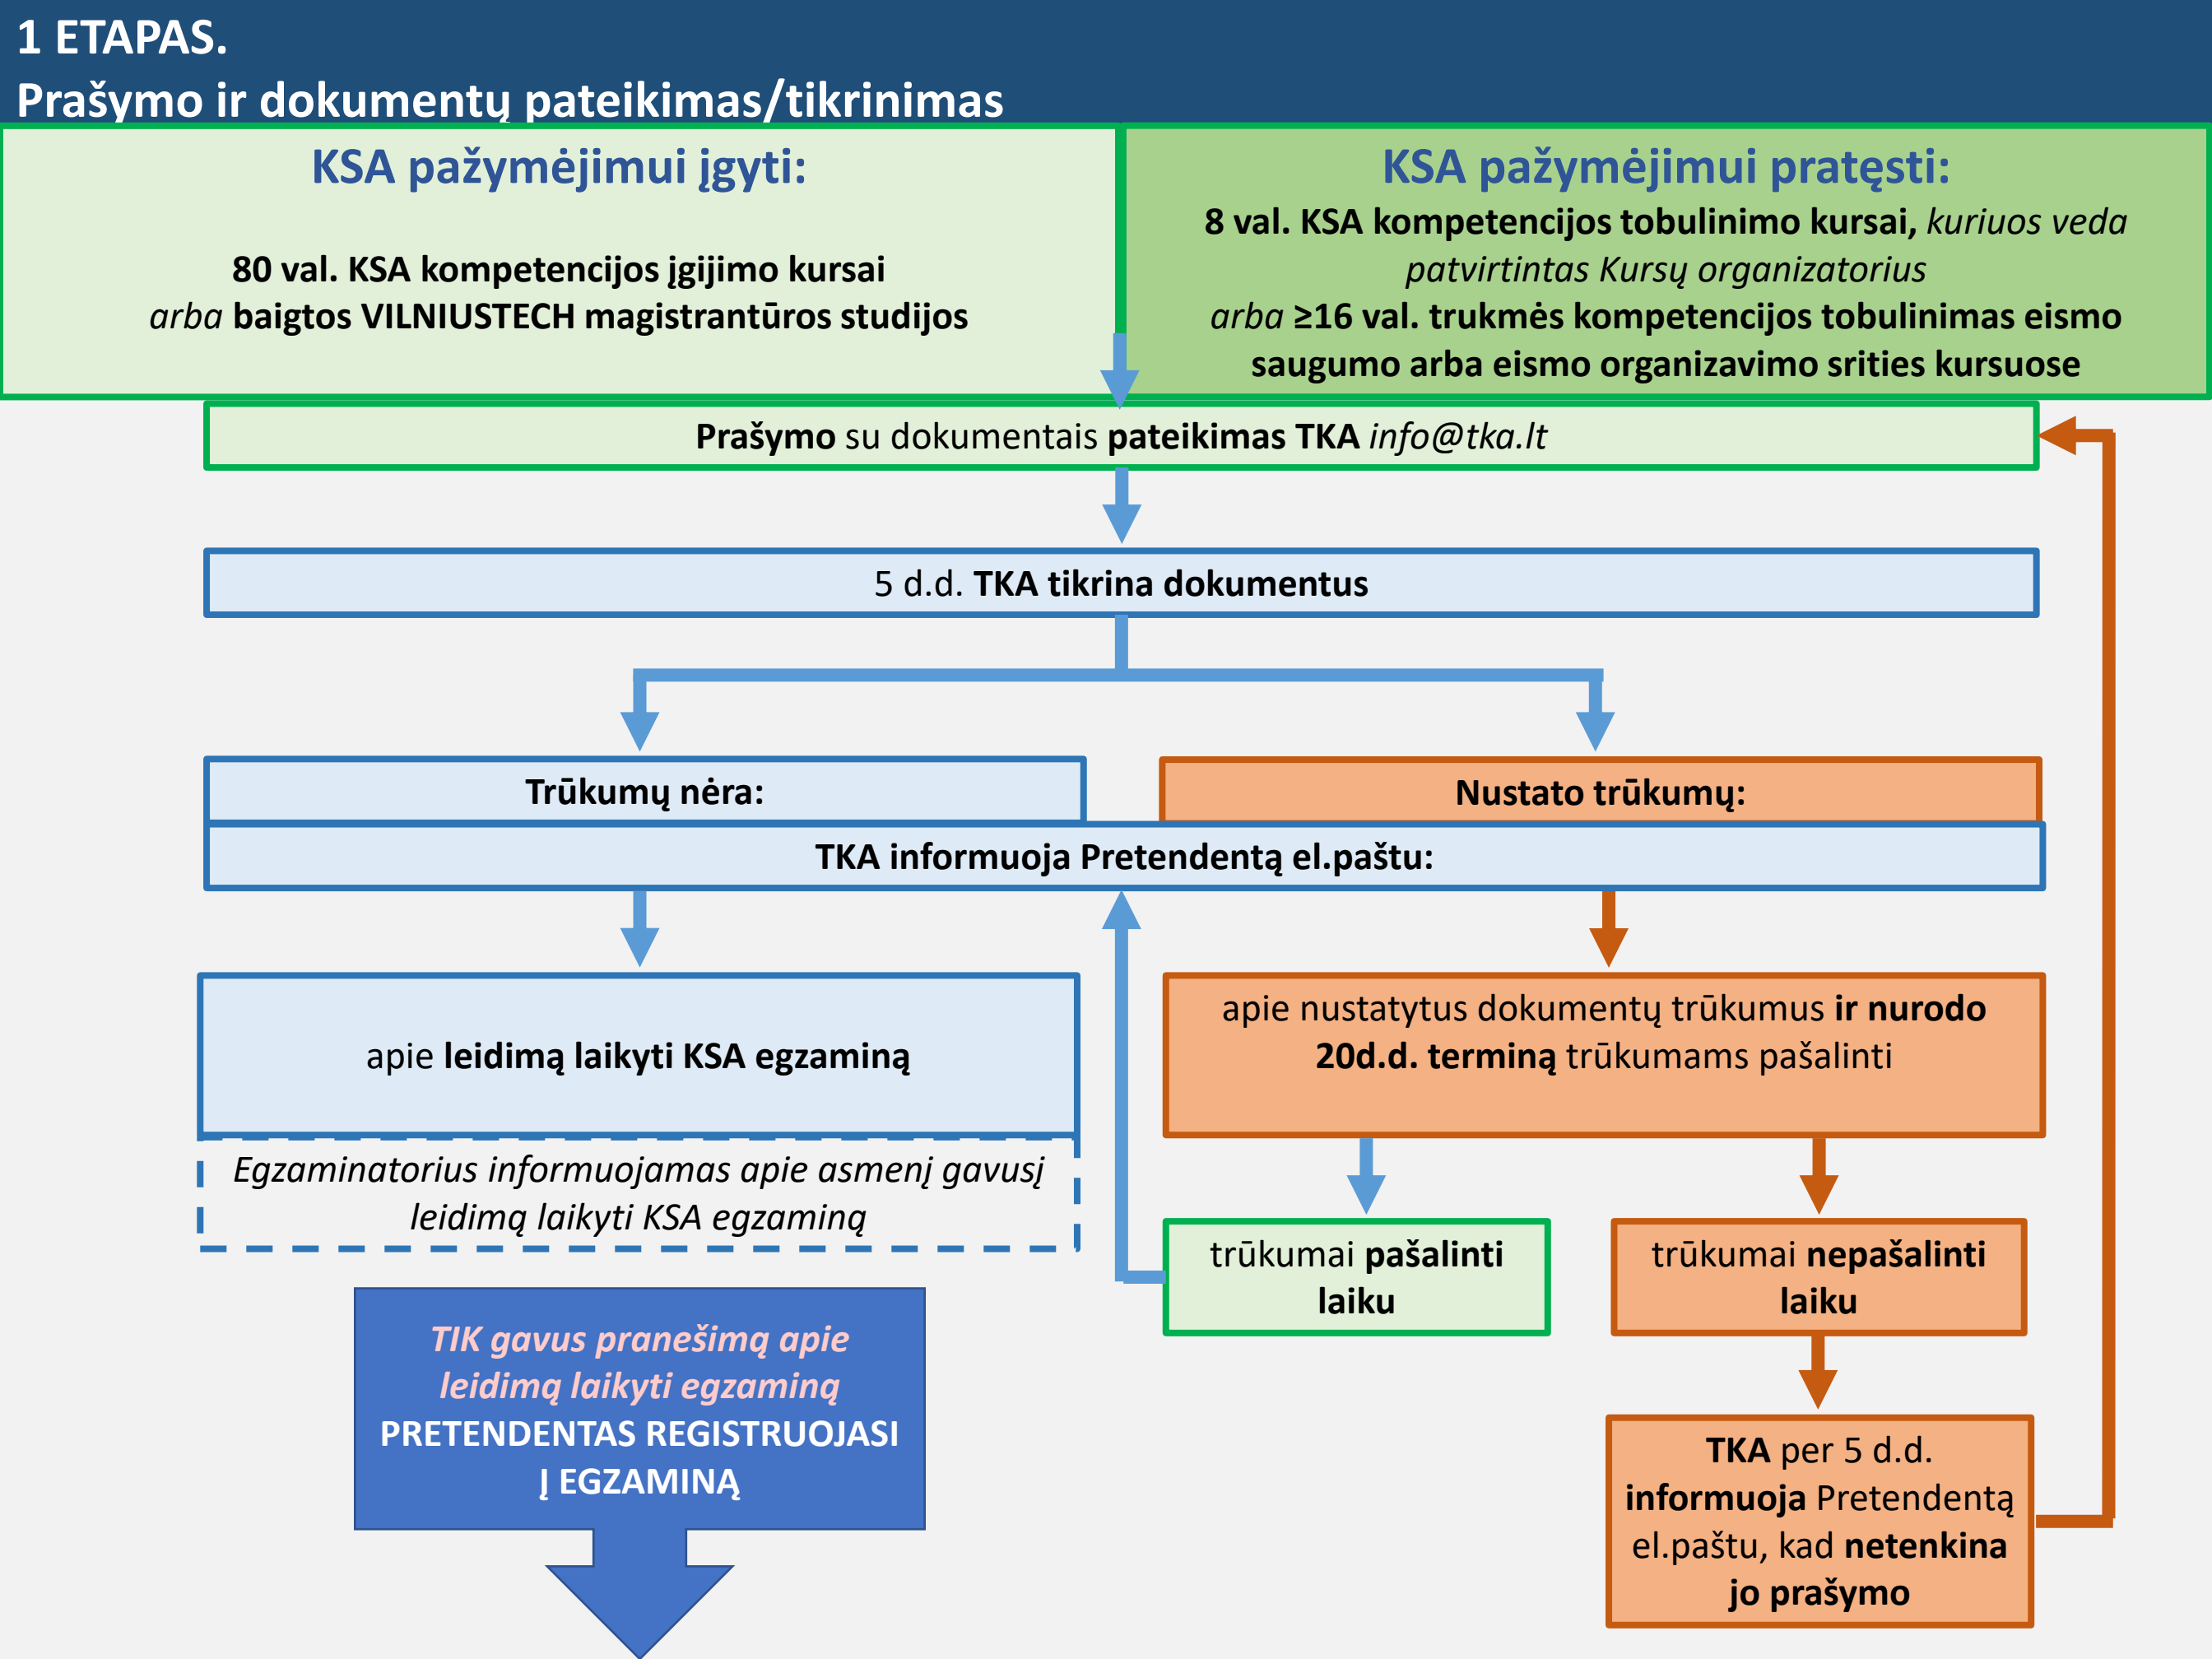 1 ETAPAS.
Prašymo ir dokumentų pateikimas/tikrinimas
KSA pažymėjimui įgyti:
80 val. KSA kompetencijos įgijimo kursai
arba baigtos VILNIUSTECH magistrantūros studijos
KSA pažymėjimui pratęsti:
8 val. KSA kompetencijos tobulinimo kursai, kuriuos veda
patvirtintas Kursų organizatorius
arba ≥16 val. trukmės kompetencijos tobulinimas eismo
saugumo arba eismo organizavimo srities kursuose
Prašymo su dokumentais pateikimas TKA info@tka.lt
5 d.d. TKA tikrina dokumentus
Trūkumų nėra:
Nustato trūkumų:
TKA informuoja Pretendentą el.paštu:
apie leidimą laikyti KSA egzaminą
apie nustatytus dokumentų trūkumus ir nurodo
20d.d. terminą trūkumams pašalinti
Egzaminatorius informuojamas apie asmenį gavusį
leidimą laikyti KSA egzaminą
trūkumai pašalinti
laiku
trūkumai nepašalinti
laiku
TIK gavus pranešimą apie
leidimą laikyti egzaminą
PRETENDENTAS REGISTRUOJASI
Į EGZAMINĄ
TKA per 5 d.d.
informuoja Pretendentą
el.paštu, kad netenkina
jo prašymo